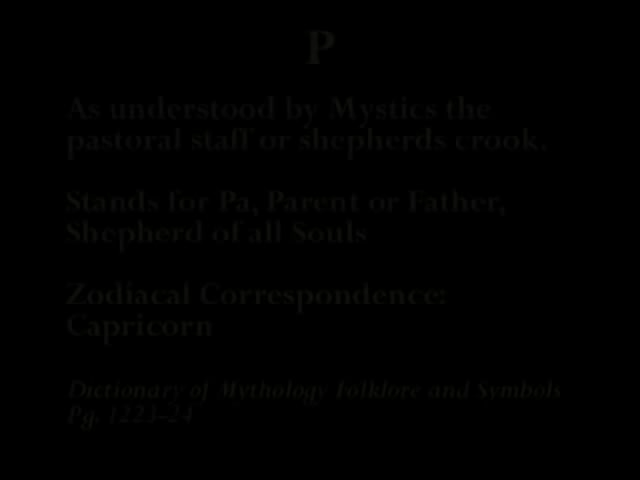 P
As understood by Mystics the
pastoral staff or shepherds crook.
Stands for Pa, Parent or Father,
Shepherd of all Souls
Zodiacal Correspondence:
Capricorn
Dictionary of Mythology Folklore and Symbols
Pg. 1223-24